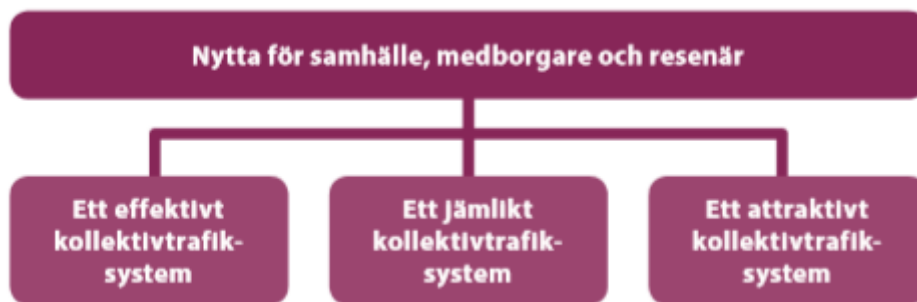 Nytta för samhälle, medborgare och resenär
Ett effektivt
kollektivtrafik-
system
Ett jämlikt
kollektivtrafik-
system
Ett attraktivt
kollektivtrafik-
system